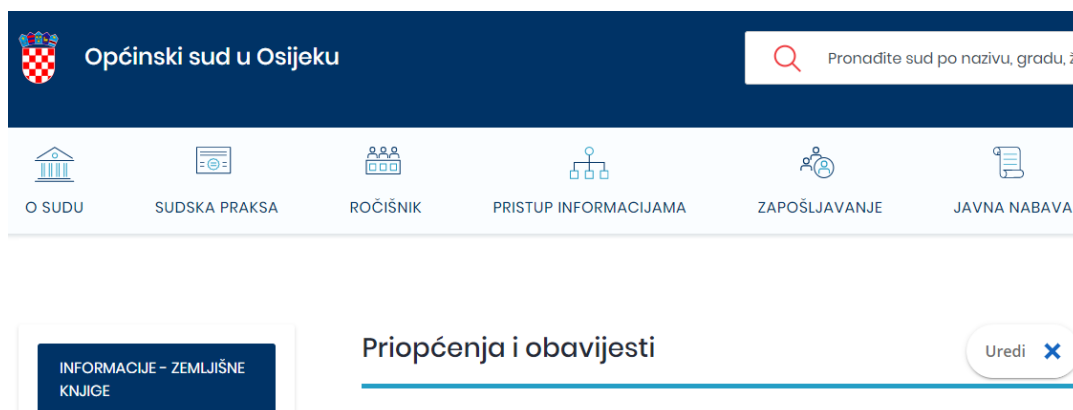 Općinski sud u Osijeku
Pronađite sud po nazivu, gradu, ž
O SUDU
SUDSKA PRAKSA
ROČIŠNIK
PRISTUP INFORMACIJAMA
ZAPOŠLJAVANJE
JAVNA NABAVA
INFORMACIJE - ZEMLJIŠNE
KNJIGE
Priopćenja i obavijesti
Uredi